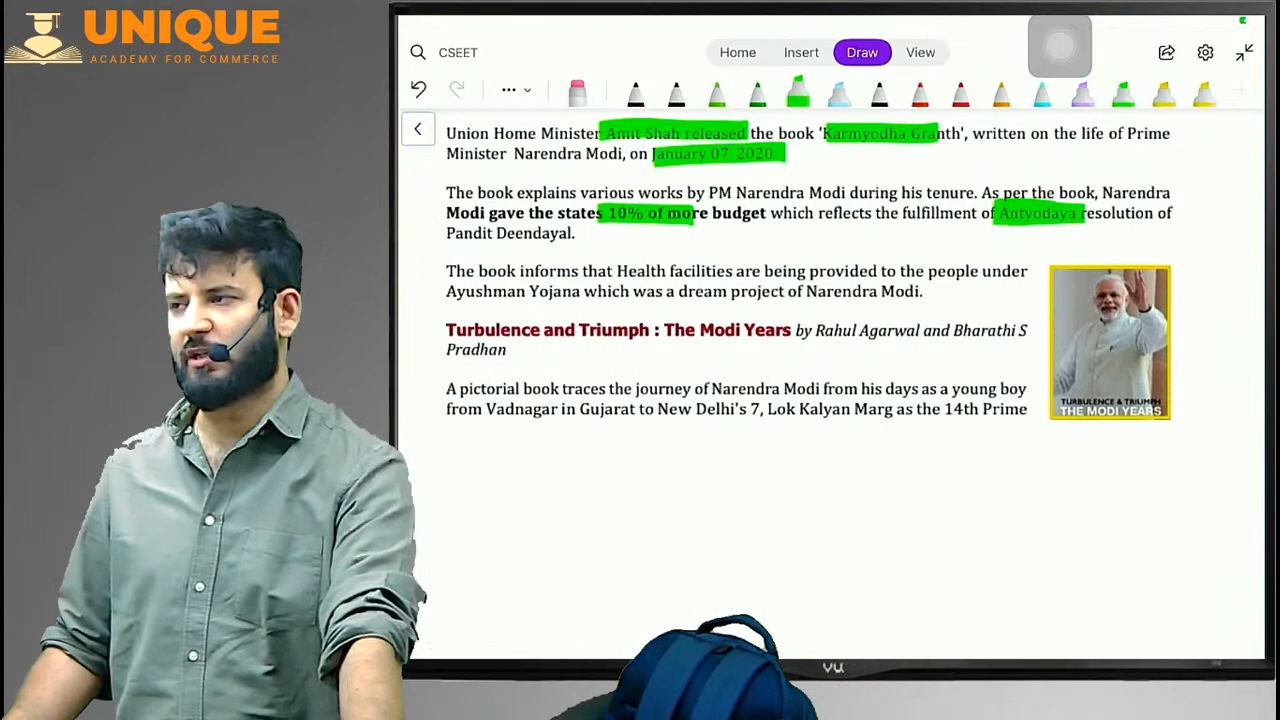 UNIQUE
ACADEMY FOR COMMERCE
CSEET
Home Insert Draw View
Union Home Minister Amit Shah released the book 'Karmyodha Granth', written on the life of Prime
Minister Narendra Modi, on January 07, 2020.
The book explains various works by PM Narendra Modi during his tenure. As per the book, Narendra
Modi gave the states 10% of more budget which reflects the fulfillment of Antyodaya resolution of
Pandit Deendayal.
The book informs that Health facilities are being provided to the people under
Ayushman Yojana which was a dream project of Narendra Modi.
Turbulence and Triumph : The Modi Years by Rahul Agarwal and Bharathi S
Pradhan
A pictorial book traces the journey of Narendra Modi from his days as a young boy
from Vadnagar in Gujarat to New Delhi's 7, Lok Kalyan Marg as the 14th Prime
TURBULENCE & TRIUMPH
THE MODI YEARS
vu